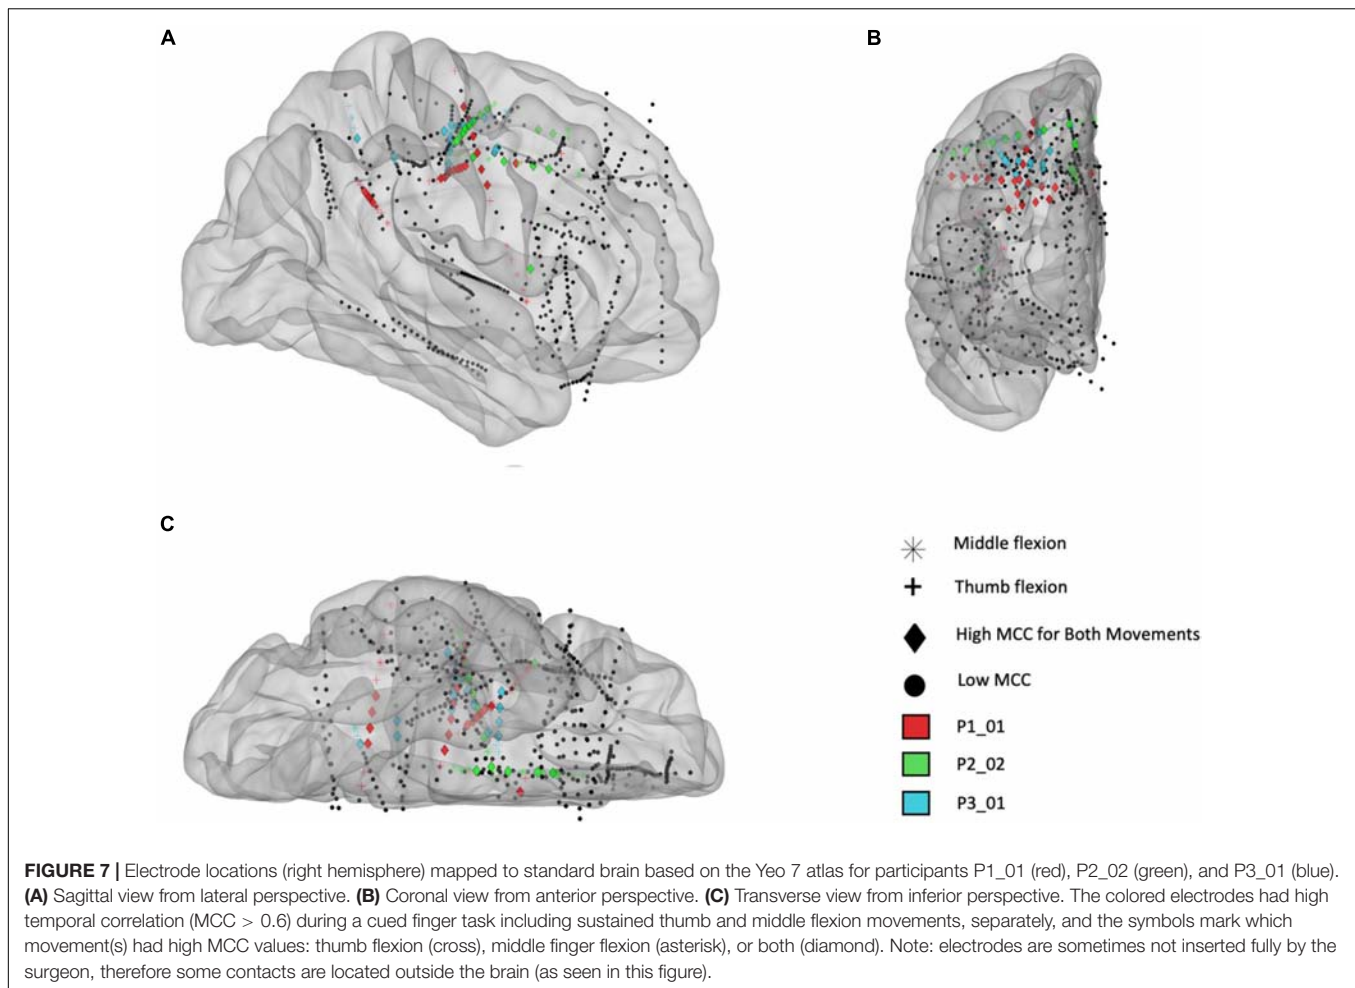 A
B
C
Middle flexion
Thumb flexion
High MCC for Both Movements
Low MCC
P1_01
P2_02
P3_01
FIGURE 7 | Electrode locations (right hemisphere) mapped to standard brain based on the Yeo 7 atlas for participants P1_01 (red), P2_02 (green), and P3_01 (blue).
(A) Sagittal view from lateral perspective. (B) Coronal view from anterior perspective. (C) Transverse view from inferior perspective. The colored electrodes had high
temporal correlation (MCC > 0.6) during a cued finger task including sustained thumb and middle flexion movements, separately, and the symbols mark which
movement(s) had high MCC values: thumb flexion (cross), middle finger flexion (asterisk), or both (diamond). Note: electrodes are sometimes not inserted fully by the
surgeon, therefore some contacts are located outside the brain (as seen in this figure).